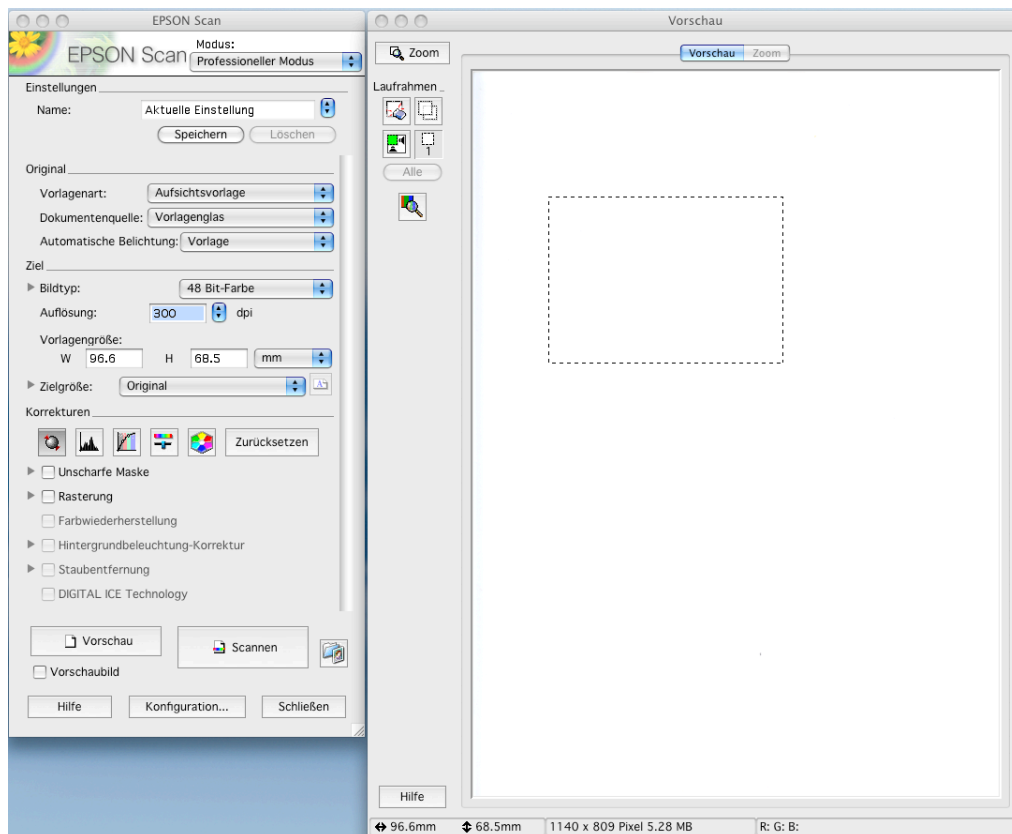 EPSON Scan
EPSON Scan
Modus:
Professioneller Modus
Einstellungen
Name: Aktuelle Einstellung
Speichern Löschen
Original
Vorlagenart: Aufsichtsvorlage
Dokumentenquelle: Vorlagenglas
Automatische Belichtung: Vorlage
Ziel
Bildtyp: 48 Bit-Farbe
Auflösung: 300 dpi
Vorlagengröße:
W 96.6 H 68.5 mm
Zielgröße: Original
Korrekturen
Zurücksetzen
Unscharfe Maske
Rasterung
Farbwiederherstellung
Hintergrundbeleuchtung-Korrektur
Staubentfernung
DIGITAL ICE Technology
Vorschau Scannen
Vorschaubild
Hilfe Konfiguration... Schließen
Vorschau
Zoom
Vorschau Zoom
Laufrahmen
1
Alle
Hilfe
96.6mm 68.5mm 1140 x 809 Pixel 5.28 MB R: G: B: